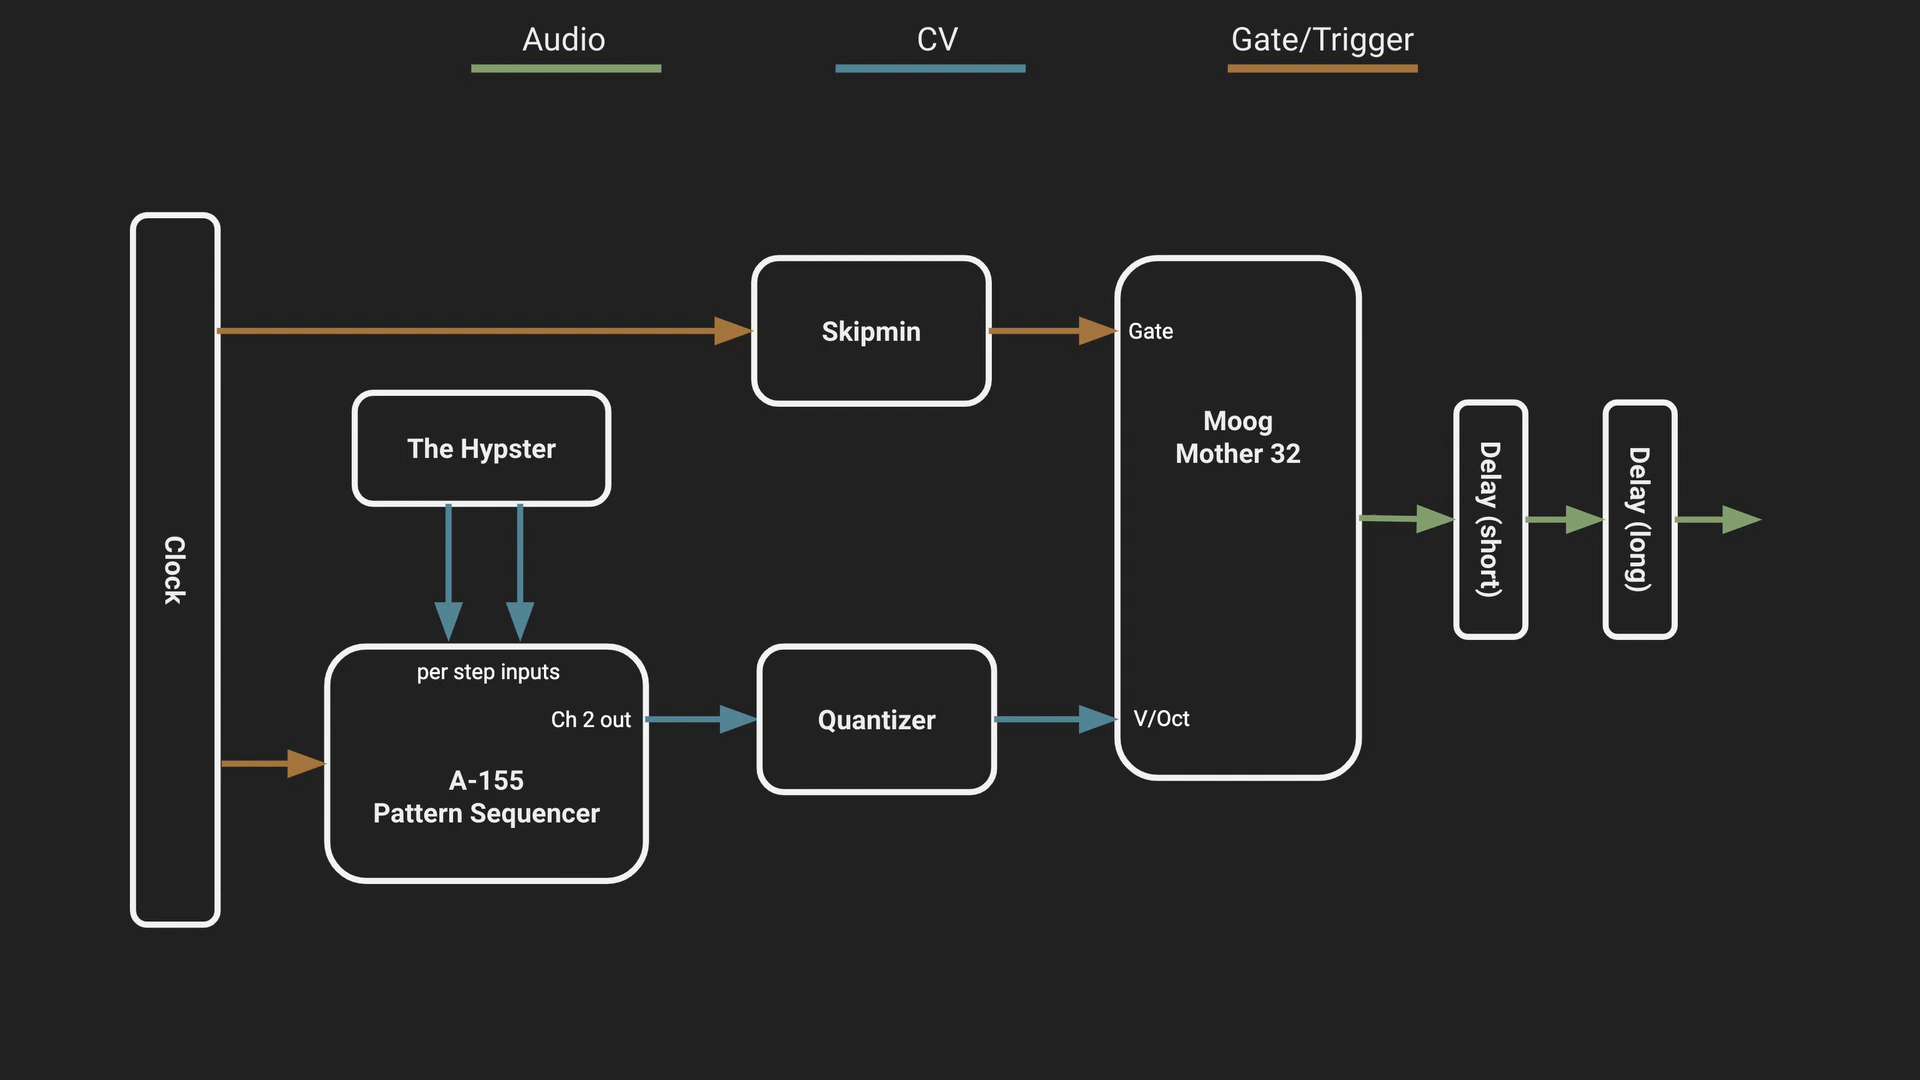 Audio
CV
Gate/Trigger
Clock
Skipmin
Gate
The Hypster
Moog
Mother 32
Delay (short)
Delay (long)
per step inputs
Ch 2 out
Quantizer
V/Oct
A-155
Pattern Sequencer